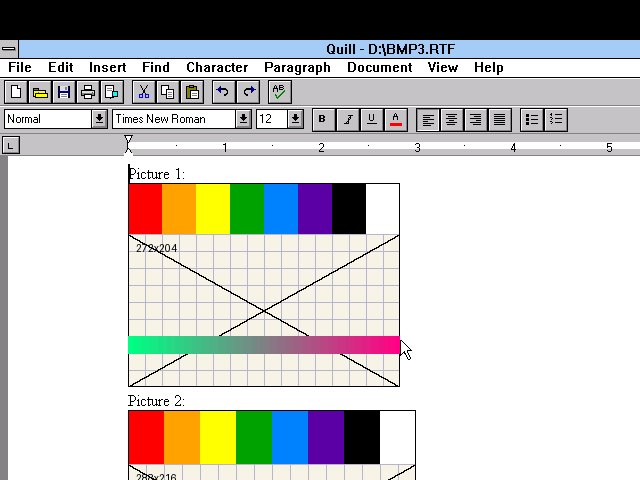 Quill - D:\BMP3.RTF
File Edit Insert Find Character Paragraph Document View Help
ABC
Normal Times New Roman 12 B I U A
L 1 2 3 4 5
Picture 1:
272x204
Picture 2:
288x216